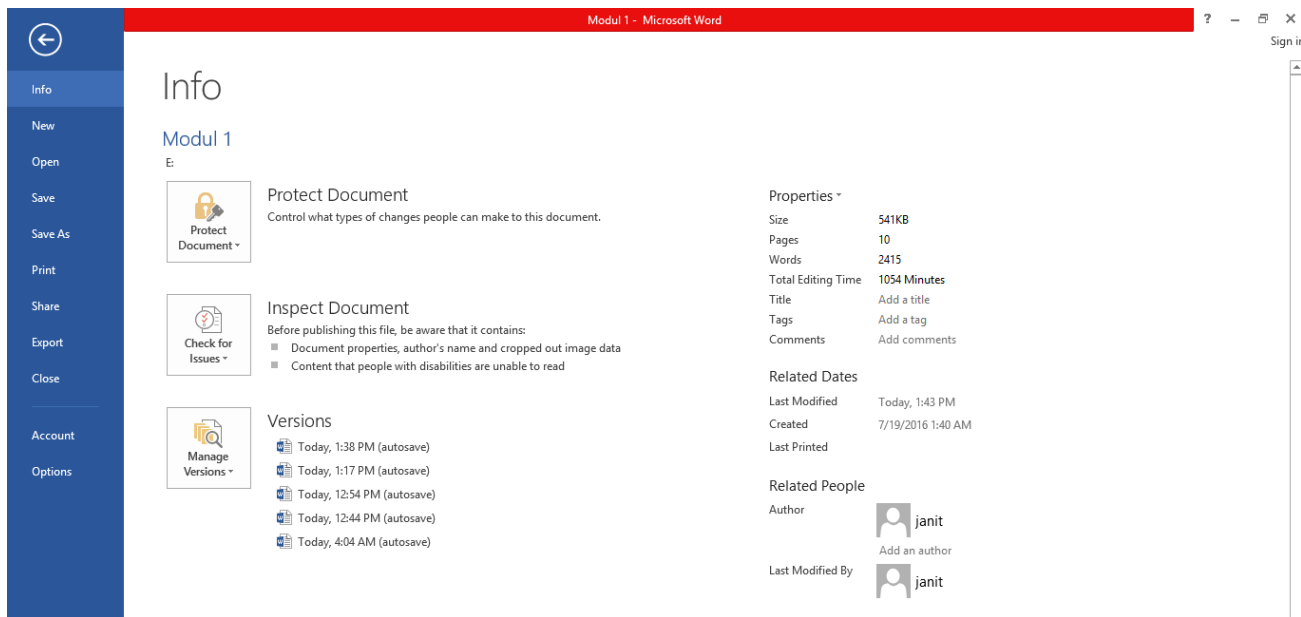 Modul 1 - Microsoft Word
?
Sign in
Info
New
Open
Save
Save As
Print
Share
Export
Close
Account
Options
Info
Modul 1
E:
Protect
Document
Protect Document
Control what types of changes people can make to this document.
Check for
Issues
Inspect Document
Before publishing this file, be aware that it contains:
Document properties, author's name and cropped out image data
Content that people with disabilities are unable to read
Manage
Versions
Versions
Today, 1:38 PM (autosave)
Today, 1:17 PM (autosave)
Today, 12:54 PM (autosave)
Today, 12:44 PM (autosave)
Today, 4:04 AM (autosave)
Properties
Size 541KB
Pages 10
Words 2415
Total Editing Time 1054 Minutes
Title Add a title
Tags Add a tag
Comments Add comments
Related Dates
Last Modified Today, 1:43 PM
Created 7/19/2016 1:40 AM
Last Printed
Related People
Author janit
Add an author
Last Modified By janit